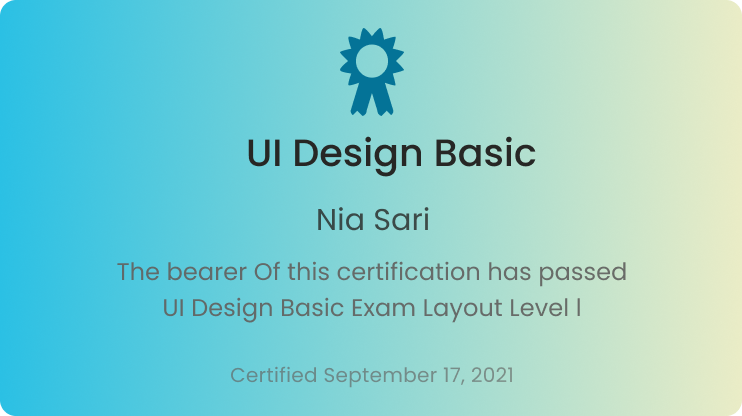 UI Design Basic
Nia Sari
The bearer Of this certification has passed
UI Design Basic Exam Layout Level l
Certified September 17, 2021